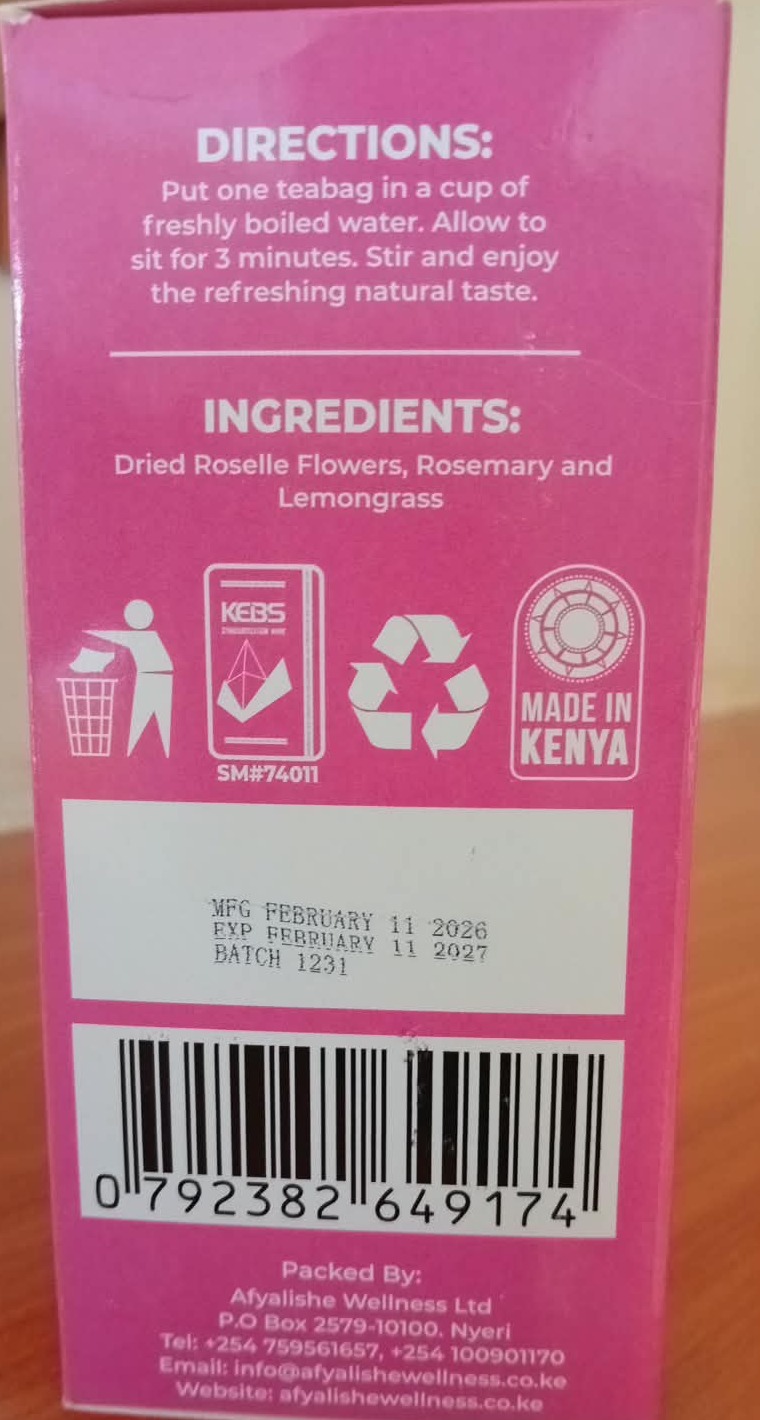 DIRECTIONS:
Put one teabag in a cup of
freshly boiled water. Allow to
sit for 3 minutes. Stir and enjoy
the refreshing natural taste.
INGREDIENTS:
Dried Roselle Flowers, Rosemary and
Lemongrass
KEBS
SM#74011
MADE IN
KENYA
MFG FEBRUARY 11 2026
EXP FEBRUARY 11 2027
BATCH 1231
0 792382 649174
Packed By:
Afyalishe Wellness Ltd
P.O Box 2579-10100. Nyeri
Tel: +254 759561657, +254 100901170
Email: info@afyalishewellness.co.ke
Website: afyalishewellness.co.ke